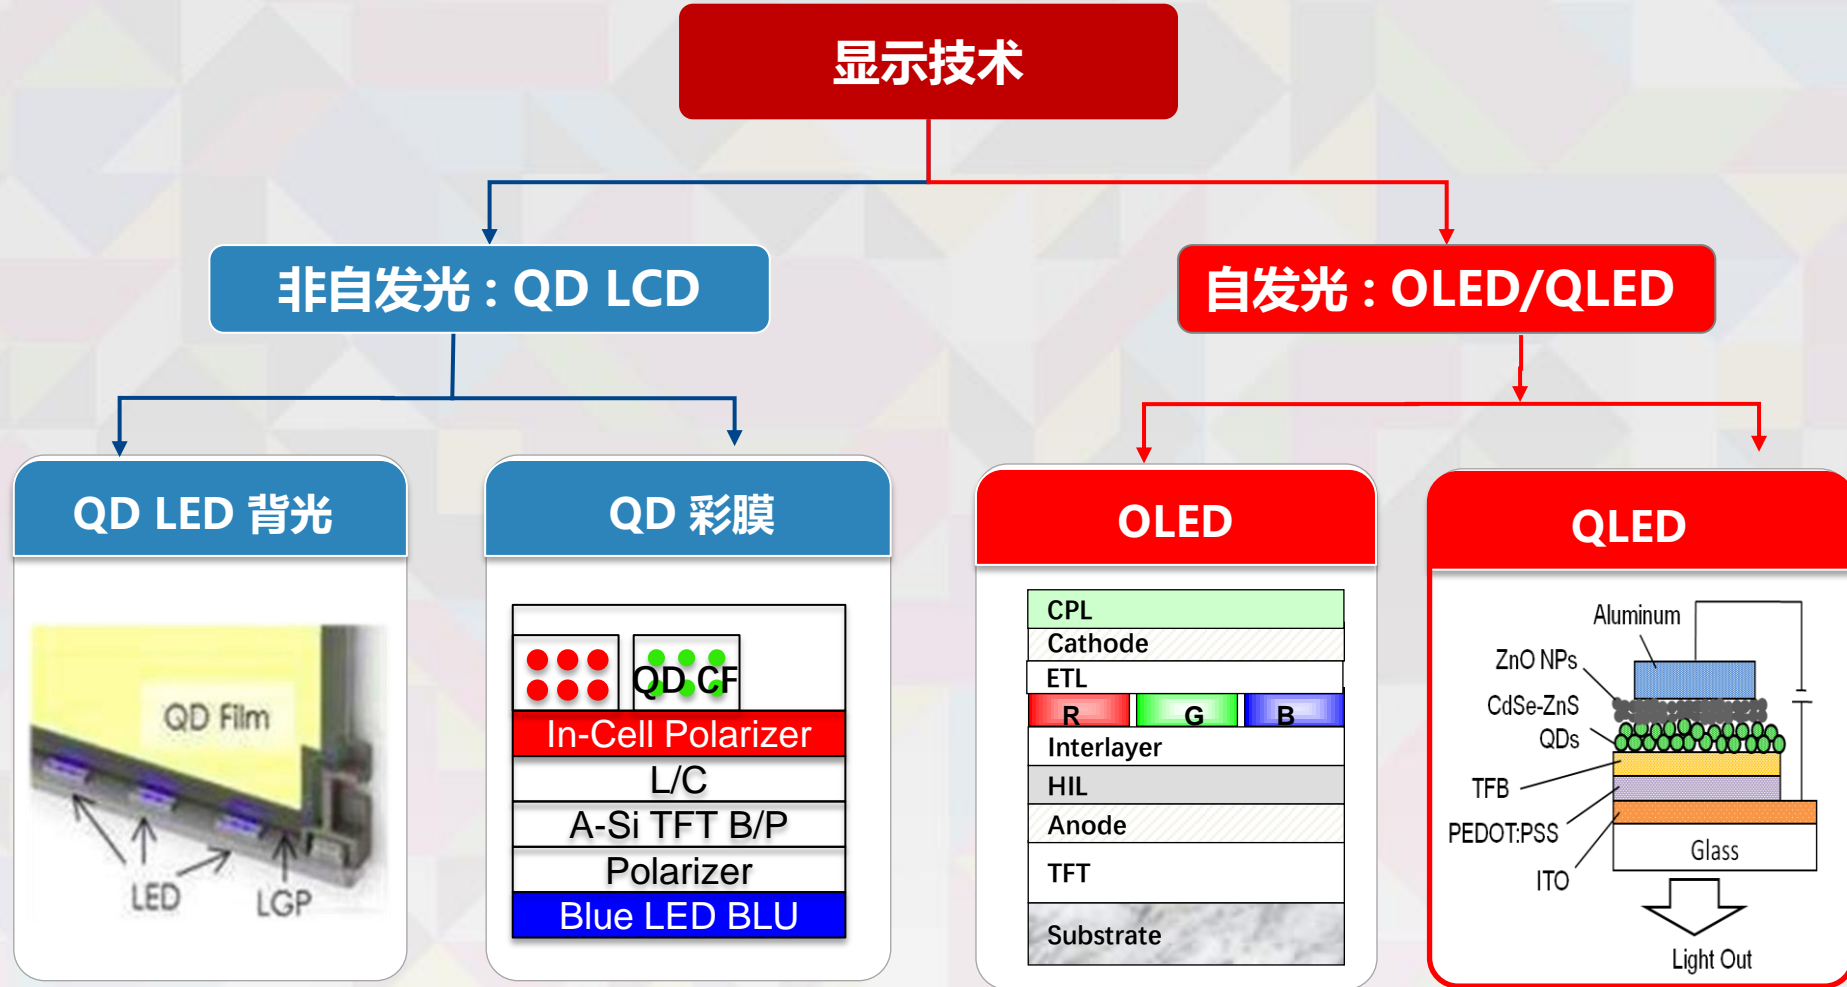 显示技术
非自发光：QD LCD
自发光：OLED/QLED
QD LED 背光
QD Film
LED
LGP
QD 彩膜
QD CF
In-Cell Polarizer
L/C
A-Si TFT B/P
Polarizer
Blue LED BLU
OLED
CPL
Cathode
ETL
R G B
Interlayer
HIL
Anode
TFT
Substrate
QLED
Aluminum
ZnO NPs
CdSe-ZnS
QDs
TFB
PEDOT:PSS
ITO
Glass
Light Out